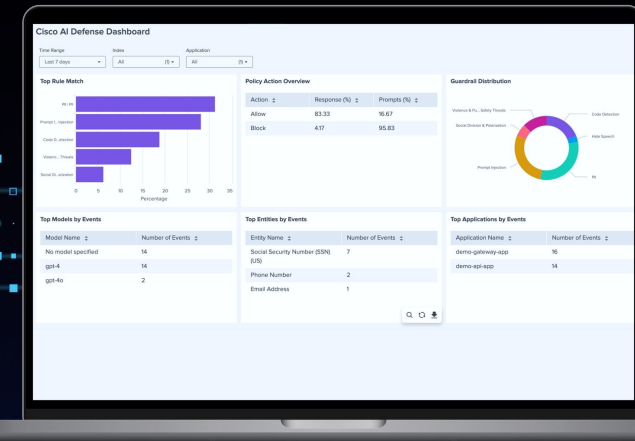 Cisco AI Defense Dashboard
Time Range
Index
Application
Last 7 days
All
(1)
All
(1)
Top Rule Match
PII | PII
Prompt I... Injection
Code D...etection
Violenc... Threats
Social Di...urization
0 5 10 15 20 25 30 35
Percentage
Policy Action Overview
Action Response (%) Prompts (%)
Allow 83.33 16.67
Block 4.17 95.83
Guardrail Distribution
Violence & Pu... Safety Threats
Social Division & Polarization
Prompt Injection
Code Detection
Hate Speech
PII
Top Models by Events
Model Name Number of Events
No model specified 14
gpt-4 14
gpt-4o 2
Top Entities by Events
Entity Name Number of Events
Social Security Number (SSN) 7
(US)
Phone Number 2
Email Address 1
Top Applications by Events
Application Name Number of Events
demo-gateway-app 16
demo-api-app 14